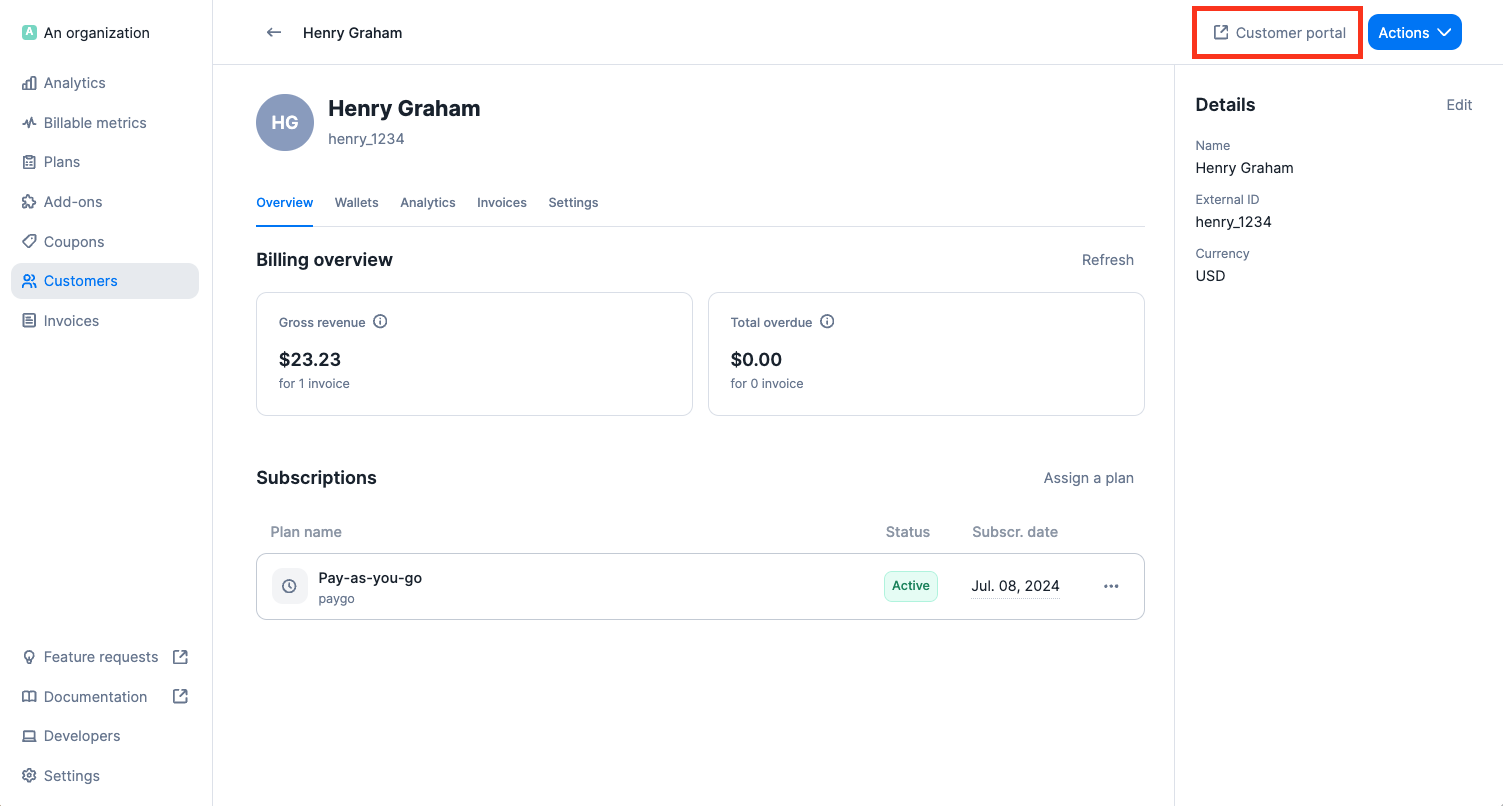 A An organization
Analytics
Billable metrics
Plans
Add-ons
Coupons
Customers
Invoices
Feature requests
Documentation
Developers
Settings
Henry Graham
Customer portal
Actions
HG
Henry Graham
henry_1234
Overview Wallets Analytics Invoices Settings
Billing overview
Refresh
Gross revenue
$23.23
for 1 invoice
Total overdue
$0.00
for 0 invoice
Subscriptions
Assign a plan
Plan name Status Subscr. date
Pay-as-you-go
paygo
Active
Jul. 08, 2024
Details
Edit
Name
Henry Graham
External ID
henry_1234
Currency
USD